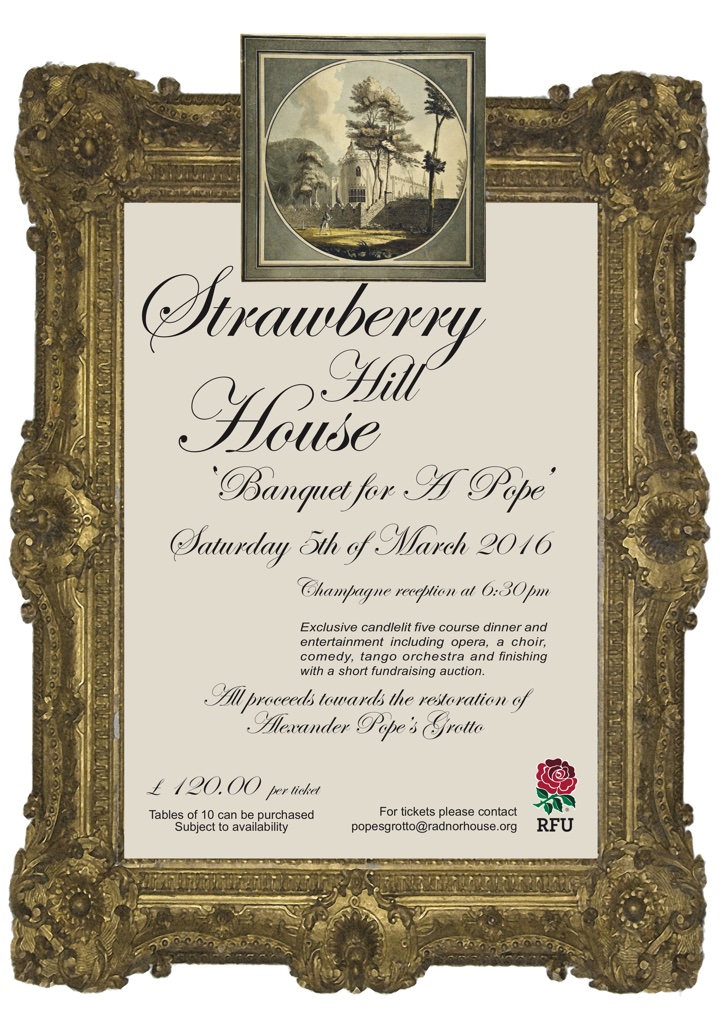 Strawberry
Hill
House
‘Banquet for A Pope’
Saturday 5th of March 2016
Champagne reception at 6:30pm
Exclusive candlelit five course dinner and
entertainment including opera, a choir,
comedy, tango orchestra and finishing
with a short fundraising auction.
All proceeds towards the restoration of
Alexander Pope’s Grotto
£ 120.00 per ticket
Tables of 10 can be purchased
Subject to availability
For tickets please contact
popesgrotto@radnorhouse.org
®
RFU